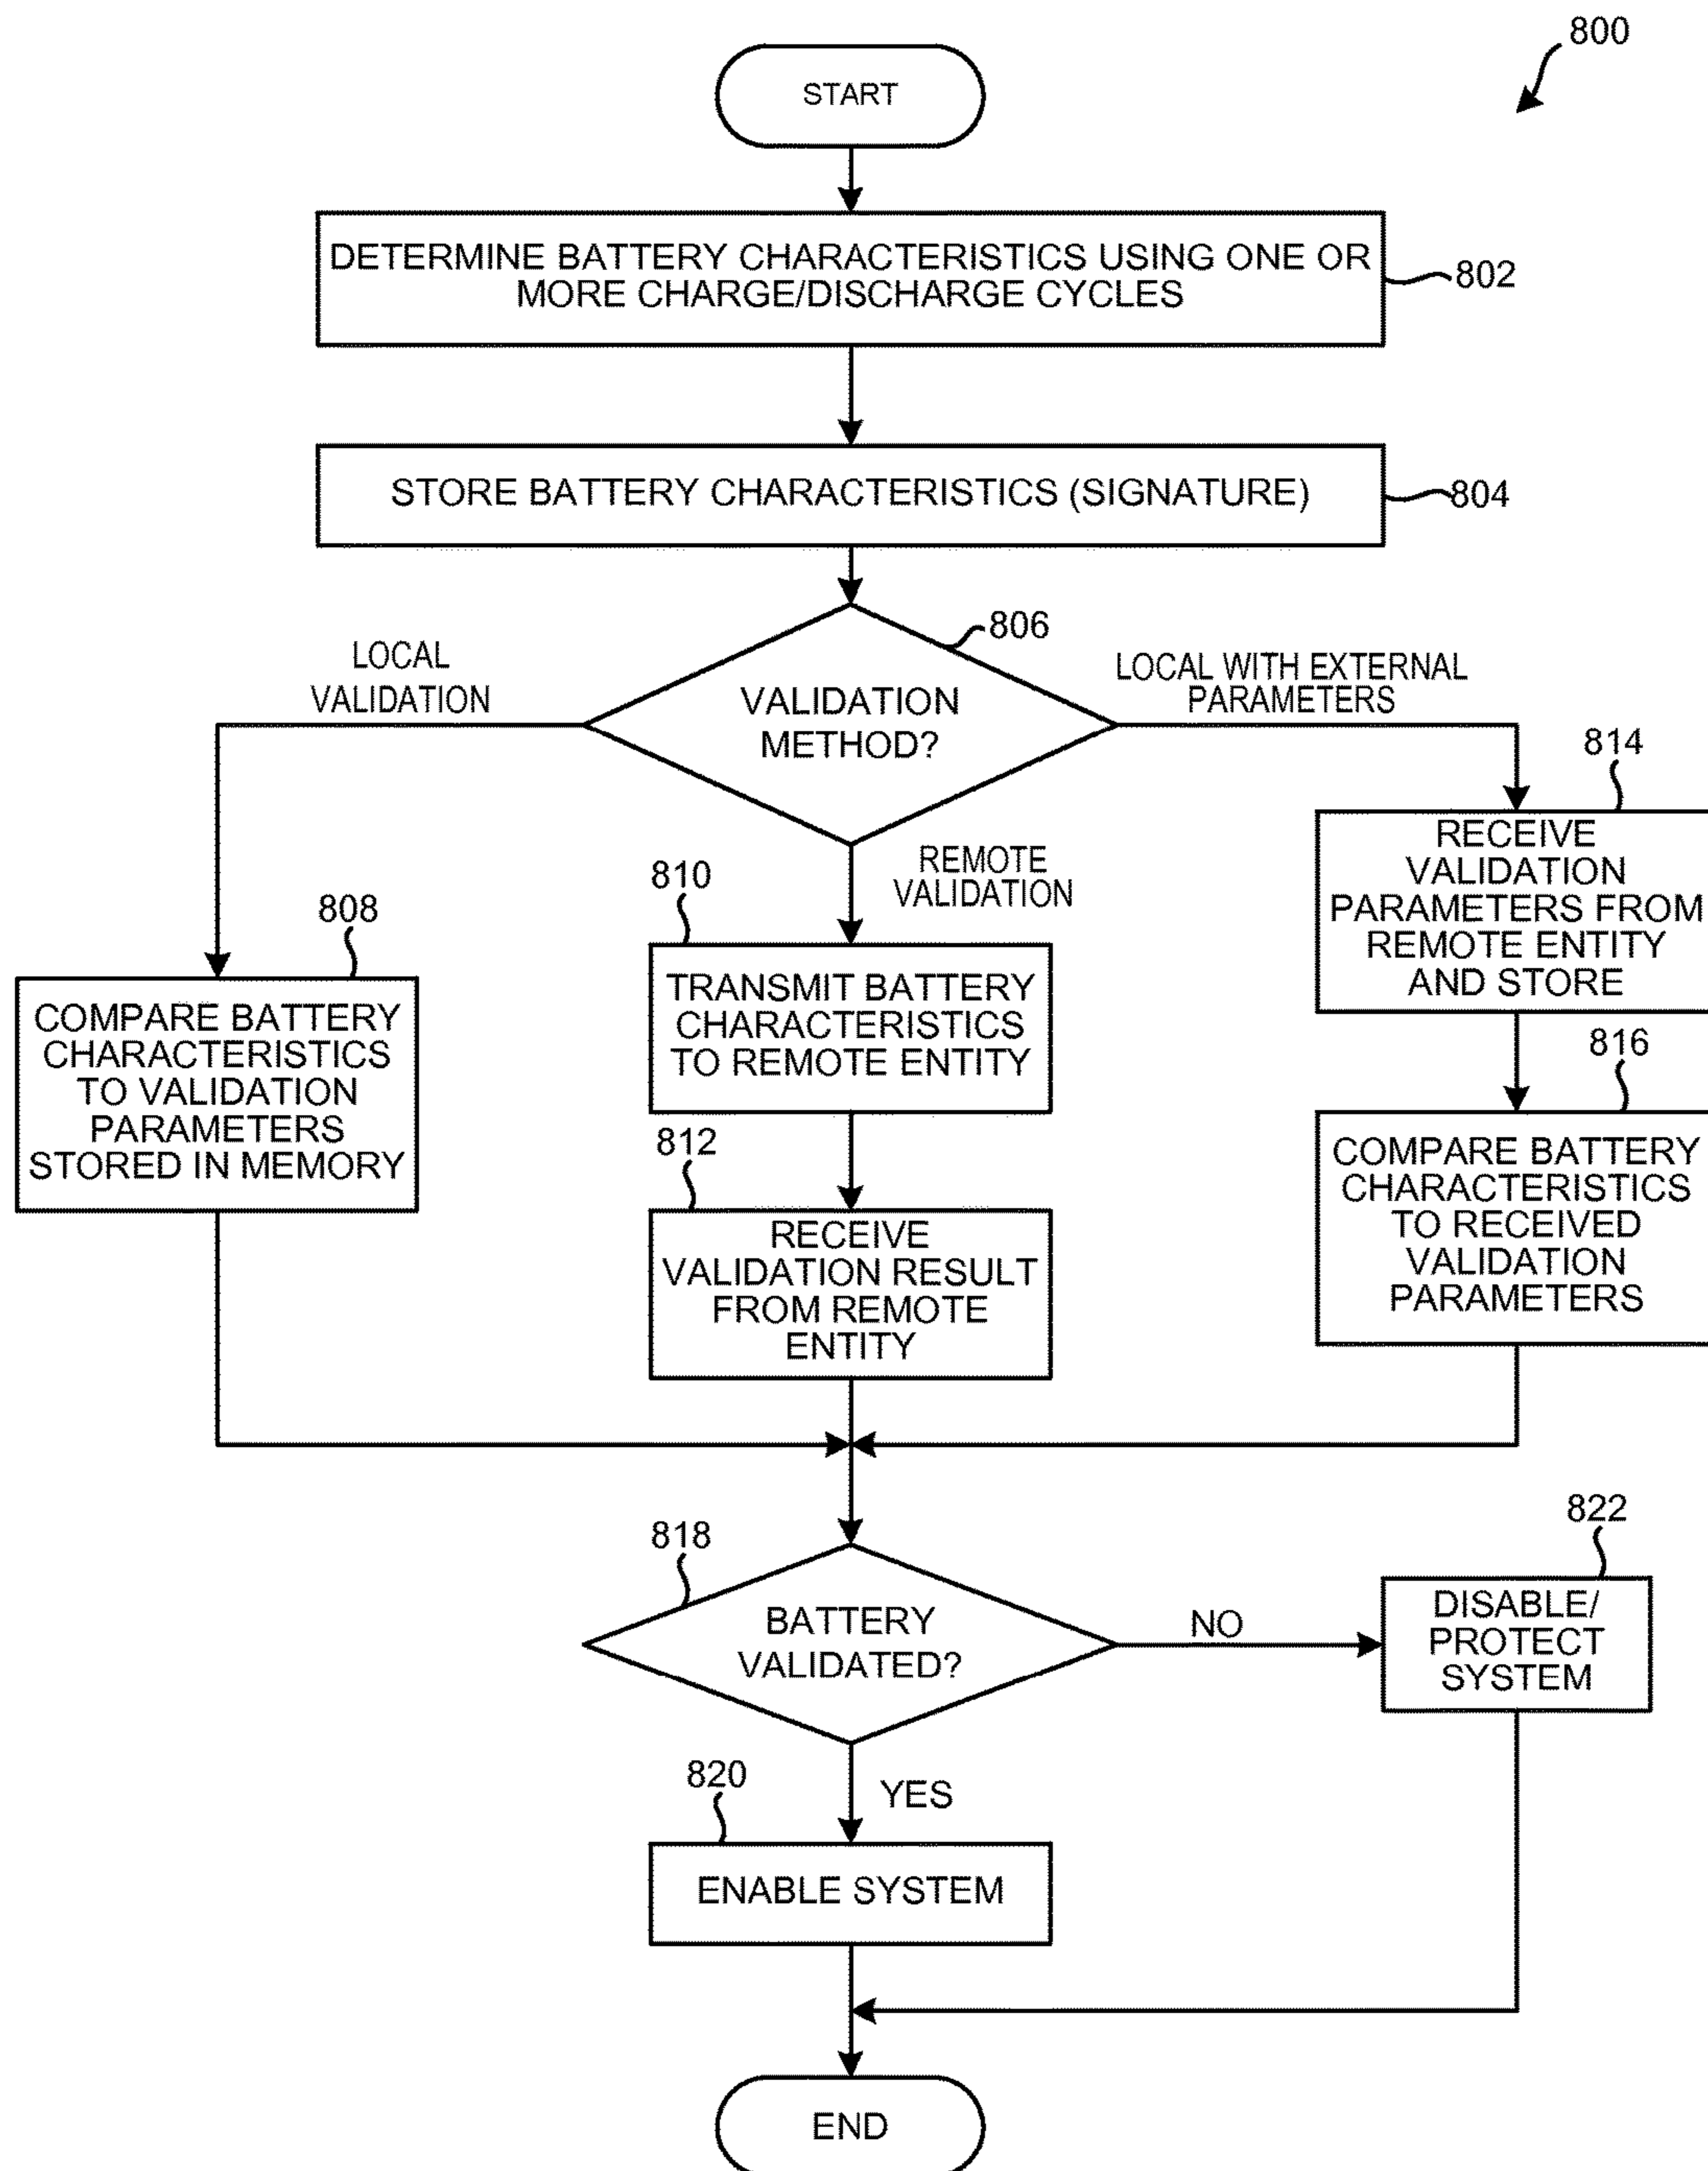 800
START
DETERMINE BATTERY CHARACTERISTICS USING ONE OR
MORE CHARGE/DISCHARGE CYCLES
802
STORE BATTERY CHARACTERISTICS (SIGNATURE)
804
806
VALIDATION
METHOD?
LOCAL
VALIDATION
LOCAL WITH EXTERNAL
PARAMETERS
REMOTE
VALIDATION
808
COMPARE BATTERY
CHARACTERISTICS
TO VALIDATION
PARAMETERS
STORED IN MEMORY
810
TRANSMIT BATTERY
CHARACTERISTICS
TO REMOTE ENTITY
812
RECEIVE
VALIDATION RESULT
FROM REMOTE
ENTITY
814
RECEIVE
VALIDATION
PARAMETERS FROM
REMOTE ENTITY
AND STORE
816
COMPARE BATTERY
CHARACTERISTICS
TO RECEIVED
VALIDATION
PARAMETERS
818
BATTERY
VALIDATED?
NO
822
DISABLE/
PROTECT
SYSTEM
YES
820
ENABLE SYSTEM
END